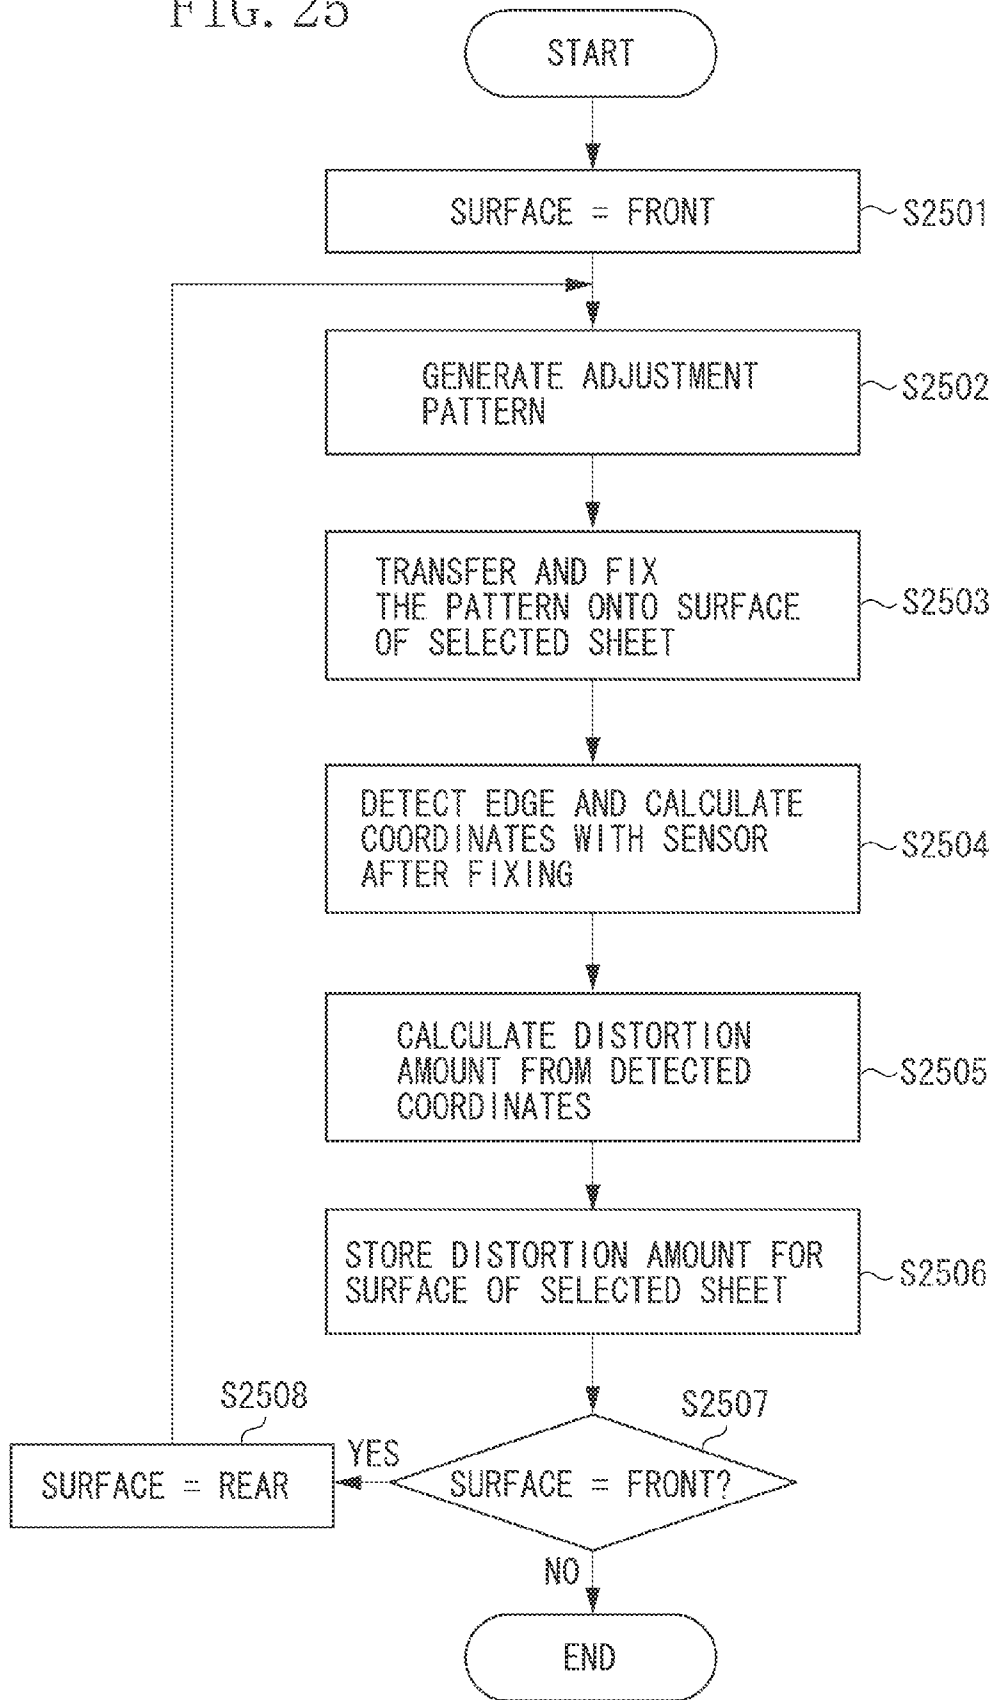 FIG. 25
START
SURFACE = FRONT
S2501
GENERATE ADJUSTMENT
PATTERN
S2502
TRANSFER AND FIX
THE PATTERN ONTO SURFACE
OF SELECTED SHEET
S2503
DETECT EDGE AND CALCULATE
COORDINATES WITH SENSOR
AFTER FIXING
S2504
CALCULATE DISTORTION
AMOUNT FROM DETECTED
COORDINATES
S2505
STORE DISTORTION AMOUNT FOR
SURFACE OF SELECTED SHEET
S2506
S2507
SURFACE = FRONT?
YES
S2508
SURFACE = REAR
NO
END